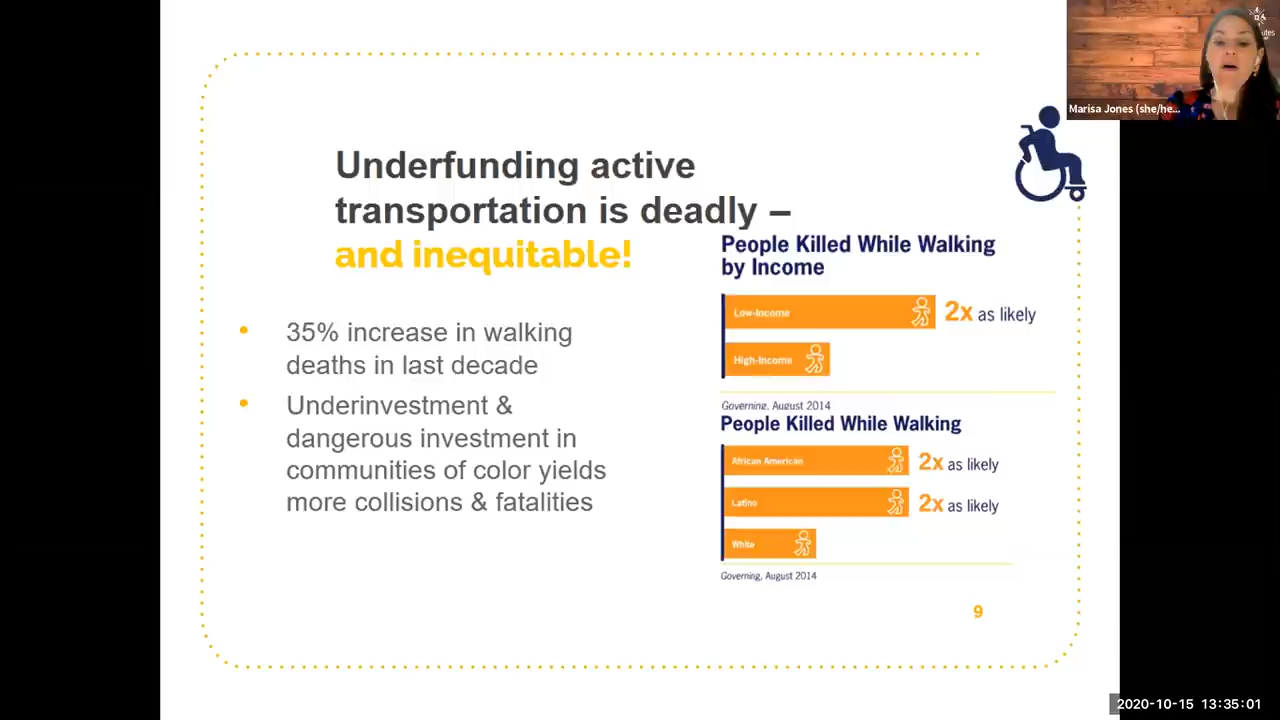 Underfunding active
transportation is deadly –
and inequitable!
• 35% increase in walking
deaths in last decade
• Underinvestment &
dangerous investment in
communities of color yields
more collisions & fatalities
People Killed While Walking
by Income
Low-Income
2x as likely
High-Income
Governing, August 2014
People Killed While Walking
African American
2x as likely
Latino
2x as likely
White
Governing, August 2014
9
Marisa Jones (she/he...
2020-10-15 13:35:01